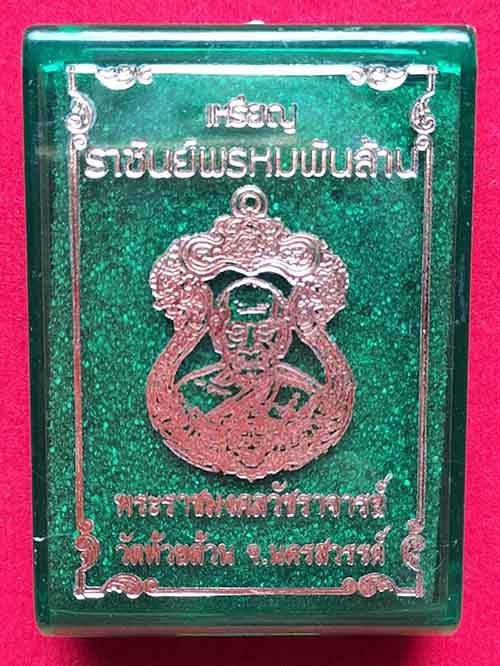 เหรียญ
ราชันย์พรหมพันล้าน
พระราชมงคลวัชราจารย์
วัดห้วยด้วน จ.นครสวรรค์